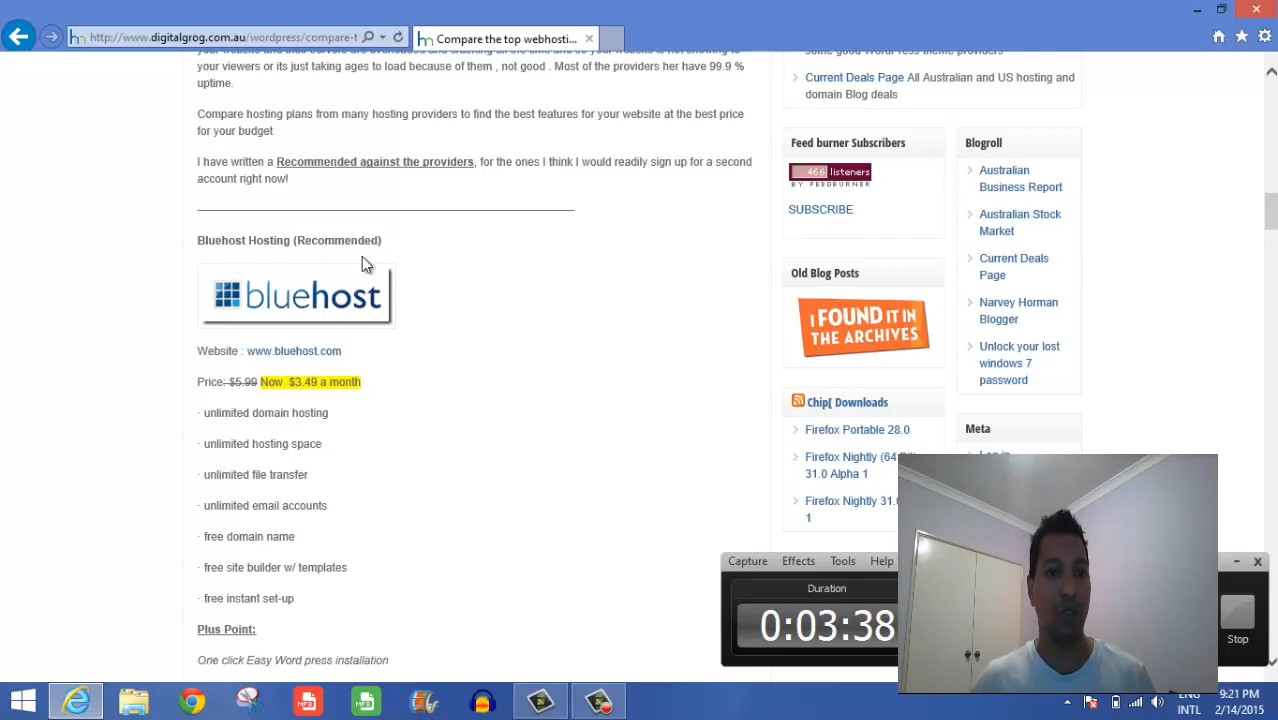 http://www.digitalgrog.com.au/wordpress/compare-t
Compare the top webhosti...
your viewers or its just taking ages to load because of them , not good . Most of the providers her have 99.9 %
uptime.
Compare hosting plans from many hosting providers to find the best features for your website at the best price
for your budget
I have written a Recommended against the providers, for the ones I think I would readily sign up for a second
account right now!
Bluehost Hosting (Recommended)
bluehost
Website : www.bluehost.com
Price: $5.99 Now $3.49 a month
· unlimited domain hosting
· unlimited hosting space
· unlimited file transfer
· unlimited email accounts
· free domain name
· free site builder w/ templates
· free instant set-up
Plus Point:
One click Easy Word press installation
some good WordPress theme providers
Current Deals Page All Australian and US hosting and
domain Blog deals
Feed burner Subscribers
466 listeners
BY FEEDBURNER
SUBSCRIBE
Old Blog Posts
I FOUND IT IN
THE ARCHIVES
Chip[ Downloads
Firefox Portable 28.0
Firefox Nightly (64
31.0 Alpha 1
Firefox Nightly 31.0
1
Blogroll
Australian
Business Report
Australian Stock
Market
Current Deals
Page
Narvey Horman
Blogger
Unlock your lost
windows 7
password
Meta
Log in
Capture Effects Tools Help
Duration
0:03:38
Stop
MP3
MP3
ENG
INTL
9:21 PM
2/14/2015